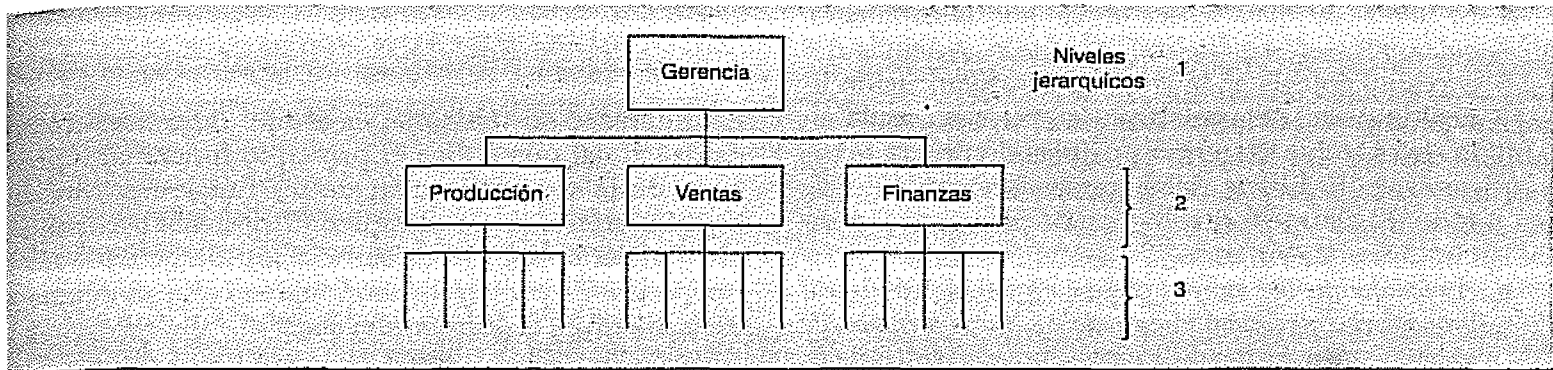 Gerencia
Niveles
jerarquicos 1
Producción
Ventas
Finanzas
2
3